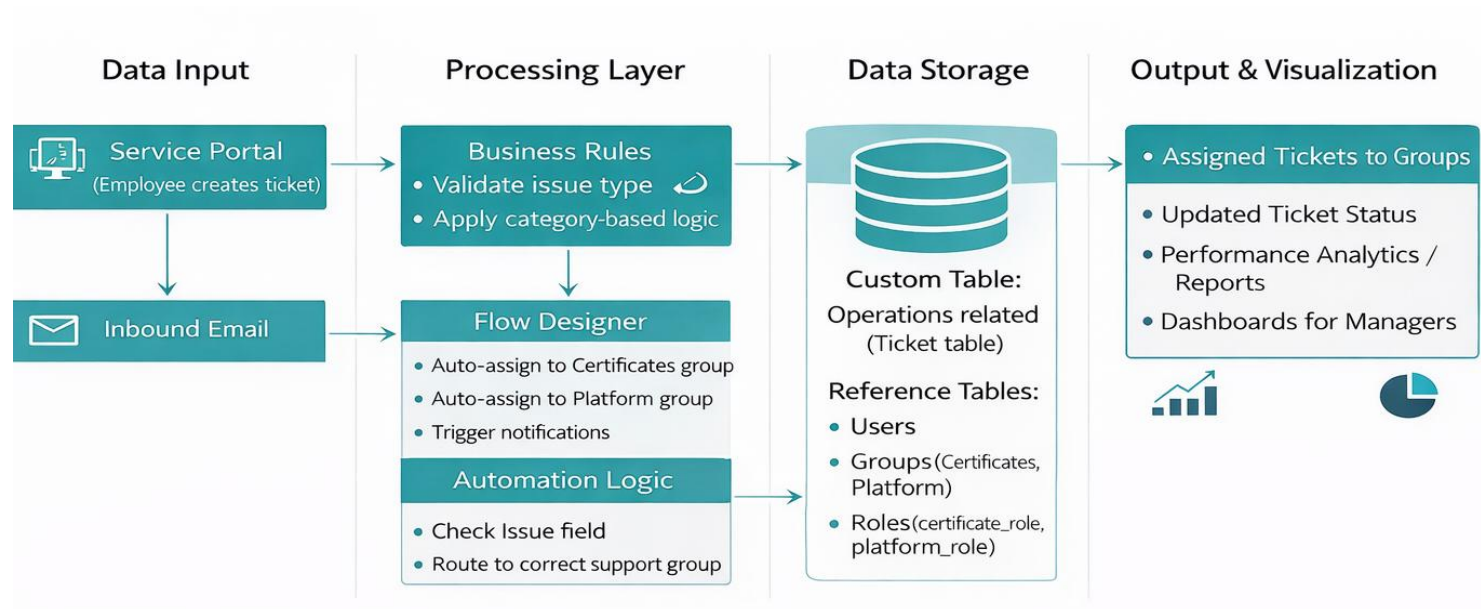 Data Input
Service Portal
(Employee creates ticket)
Inbound Email
Processing Layer
Business Rules
• Validate issue type
• Apply category-based logic
Flow Designer
• Auto-assign to Certificates group
• Auto-assign to Platform group
• Trigger notifications
Automation Logic
• Check Issue field
• Route to correct support group
Data Storage
Custom Table:
Operations related
(Ticket table)
Reference Tables:
• Users
• Groups(Certificates,
Platform)
• Roles(certificate_role,
platform_role)
Output & Visualization
• Assigned Tickets to Groups
• Updated Ticket Status
• Performance Analytics /
Reports
• Dashboards for Managers